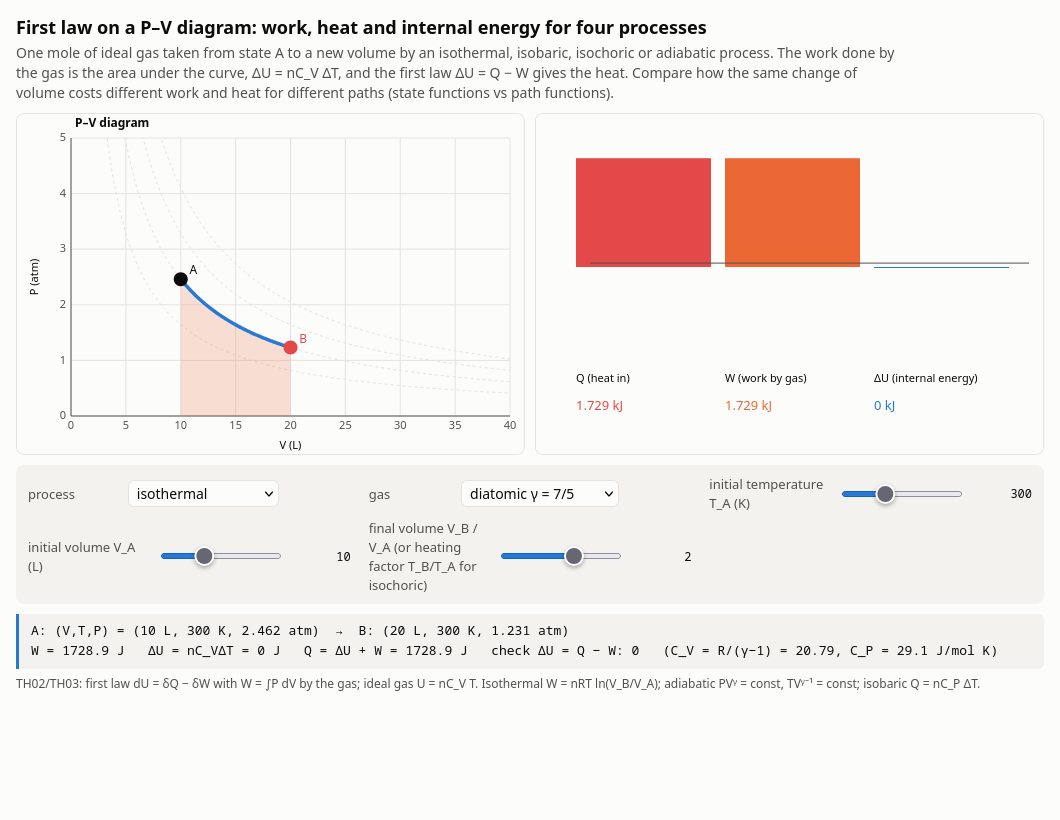 First law on a P–V diagram: work, heat and internal energy for four processes
One mole of ideal gas taken from state A to a new volume by an isothermal, isobaric, isochoric or adiabatic process. The work done by
the gas is the area under the curve, ΔU = nC_V ΔT, and the first law ΔU = Q − W gives the heat. Compare how the same change of
volume costs different work and heat for different paths (state functions vs path functions).
P–V diagram
5
4
3
2
1
0
P (atm)
A
B
0 5 10 15 20 25 30 35 40
V (L)
Q (heat in) W (work by gas) ΔU (internal energy)
1.729 kJ 1.729 kJ 0 kJ
process isothermal
gas diatomic γ = 7/5
initial temperature
T_A (K)
300
initial volume V_A
(L)
10
final volume V_B /
V_A (or heating
factor T_B/T_A for
isochoric)
2
A: (V,T,P) = (10 L, 300 K, 2.462 atm) → B: (20 L, 300 K, 1.231 atm)
W = 1728.9 J ΔU = nC_VΔT = 0 J Q = ΔU + W = 1728.9 J check ΔU = Q − W: 0 (C_V = R/(γ−1) = 20.79, C_P = 29.1 J/mol K)
TH02/TH03: first law dU = δQ − δW with W = ∫P dV by the gas; ideal gas U = nC_V T. Isothermal W = nRT ln(V_B/V_A); adiabatic PVᵞ = const, TVᵞ⁻¹ = const; isobaric Q = nC_P ΔT.